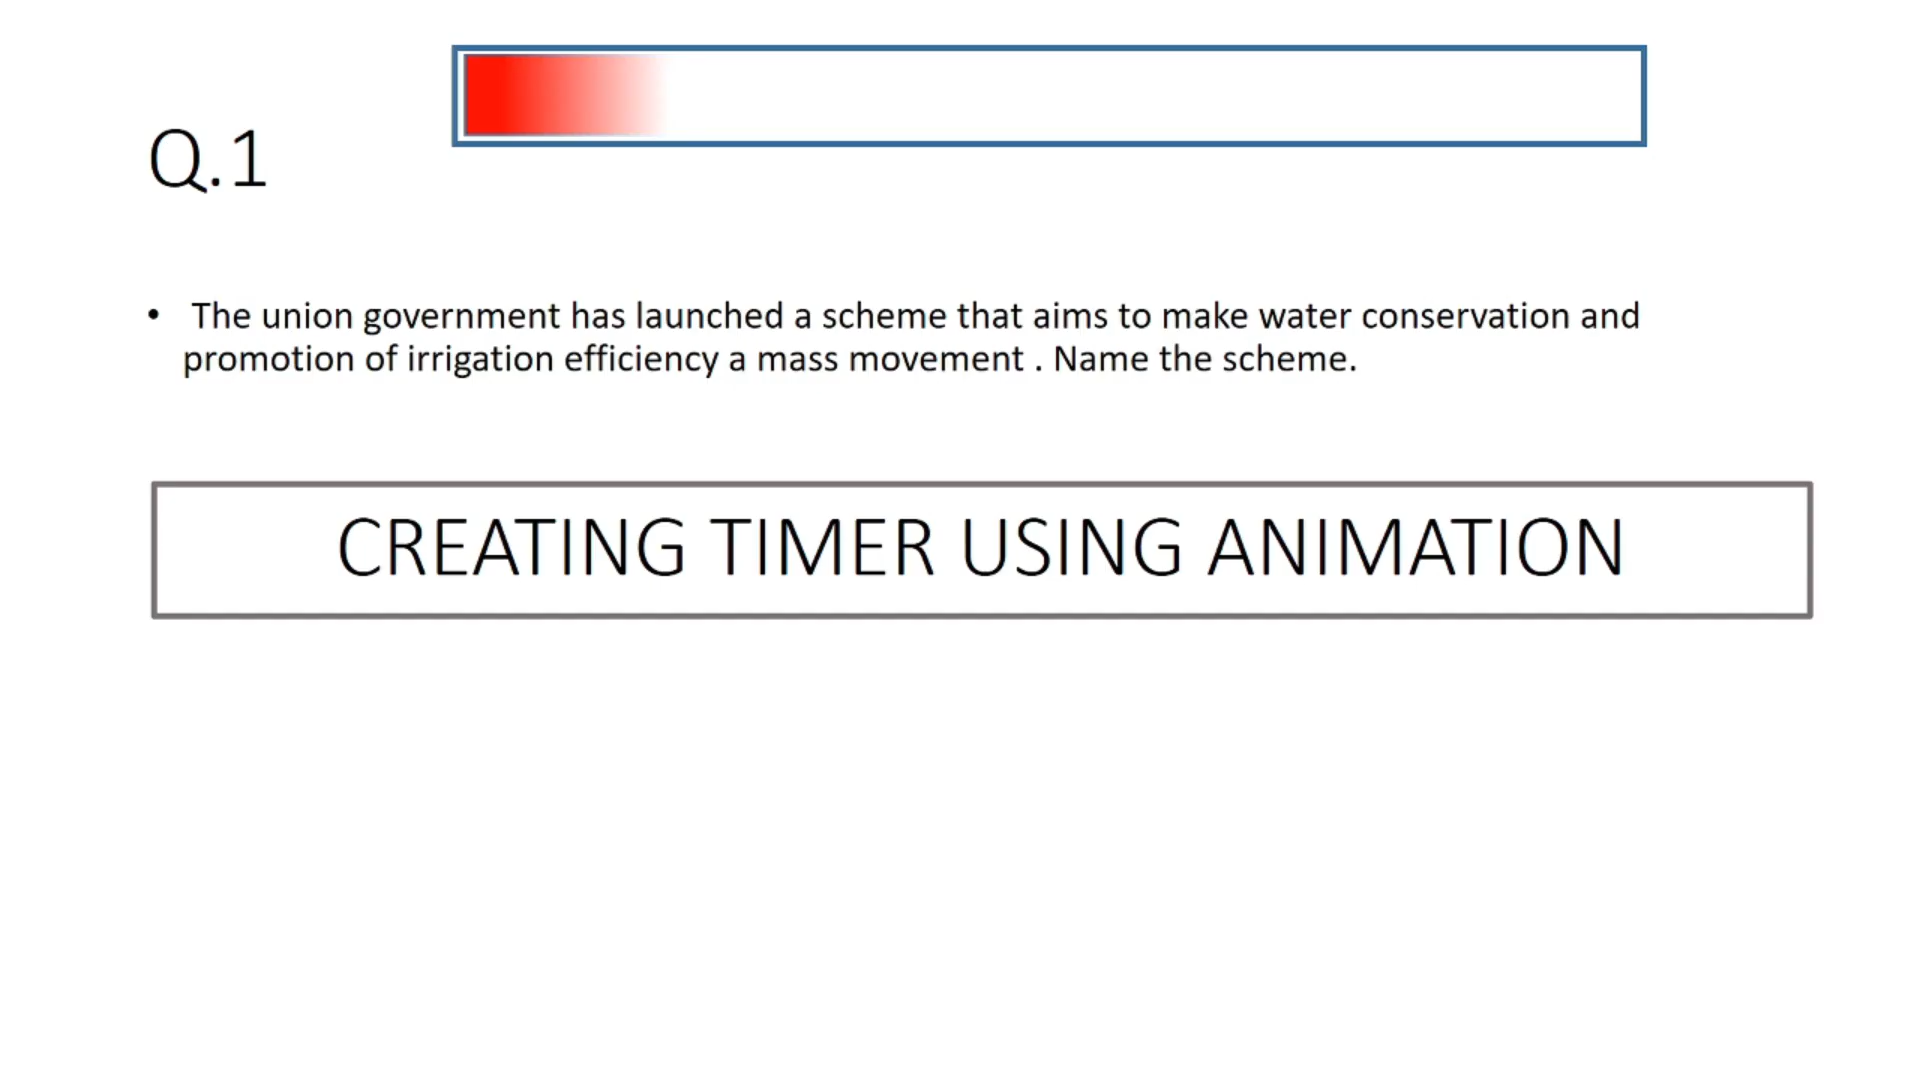 Q.1
• The union government has launched a scheme that aims to make water conservation and
promotion of irrigation efficiency a mass movement . Name the scheme.
CREATING TIMER USING ANIMATION